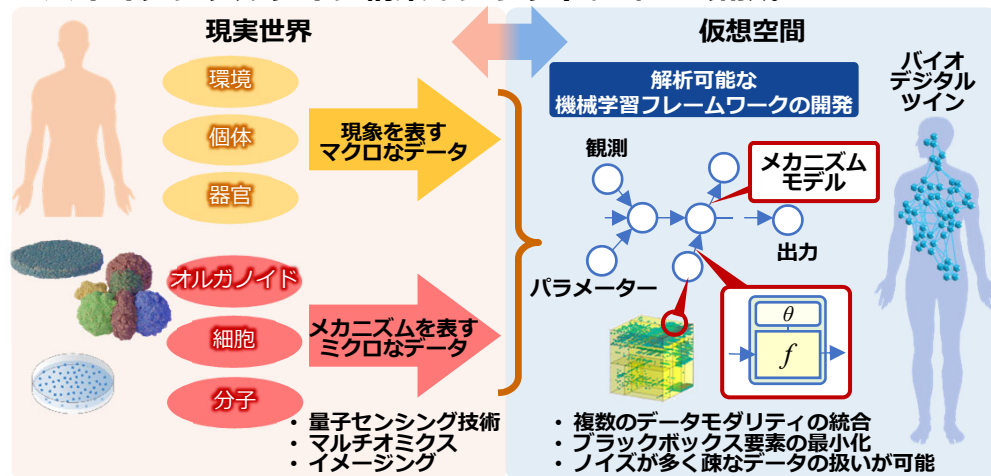 現実世界
仮想空間
環境
個体
器官
現象を表す
マクロなデータ
オルガノイド
細胞
分子
メカニズムを表す
ミクロなデータ
・ 量子センシング技術
・ マルチオミクス
・ イメージング
解析可能な
機械学習フレームワークの開発
バイオ
デジタル
ツイン
観測
メカニズム
モデル
出力
パラメーター
θ
f
・ 複数のデータモダリティの統合
・ ブラックボックス要素の最小化
・ ノイズが多く疎なデータの扱いが可能